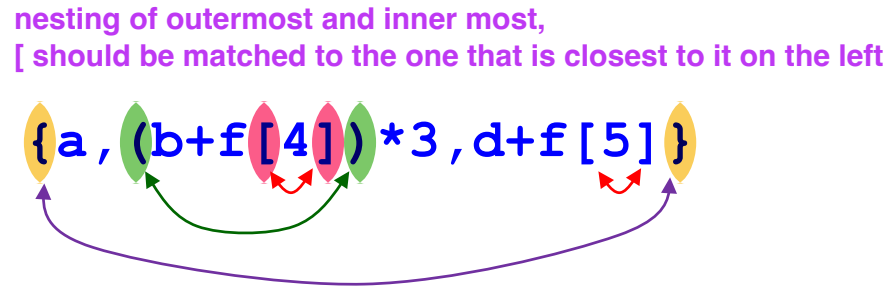 nesting of outermost and inner most,
[ should be matched to the one that is closest to it on the left
{a,(b+f[4])*3,d+f[5]}